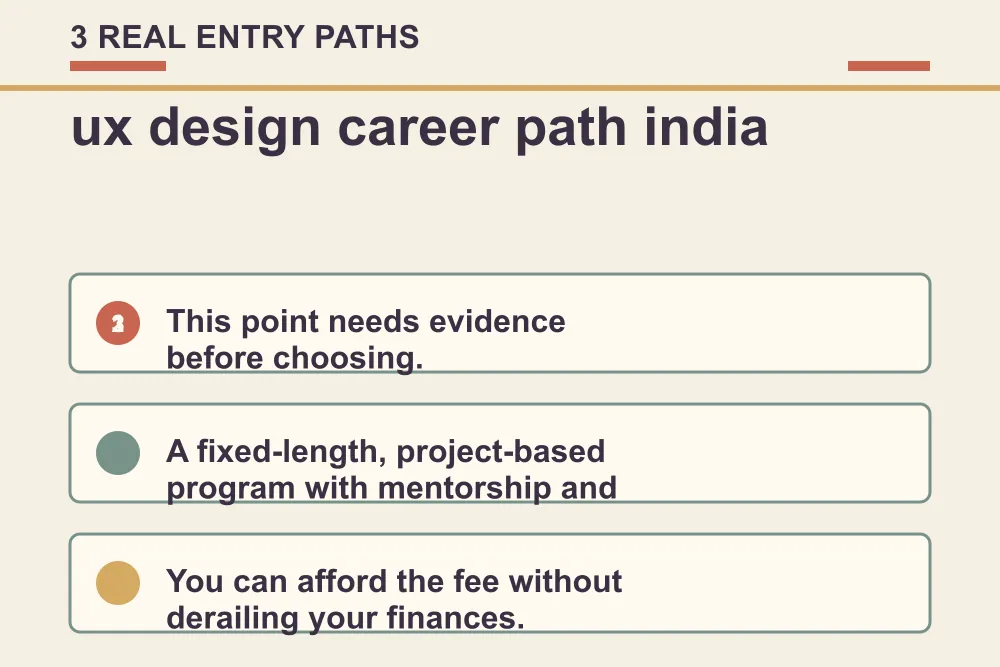 3 REAL ENTRY PATHS
ux design career path india
This point needs evidence
before choosing.
A fixed-length, project-based
program with mentorship and
You can afford the fee without
derailing your finances.